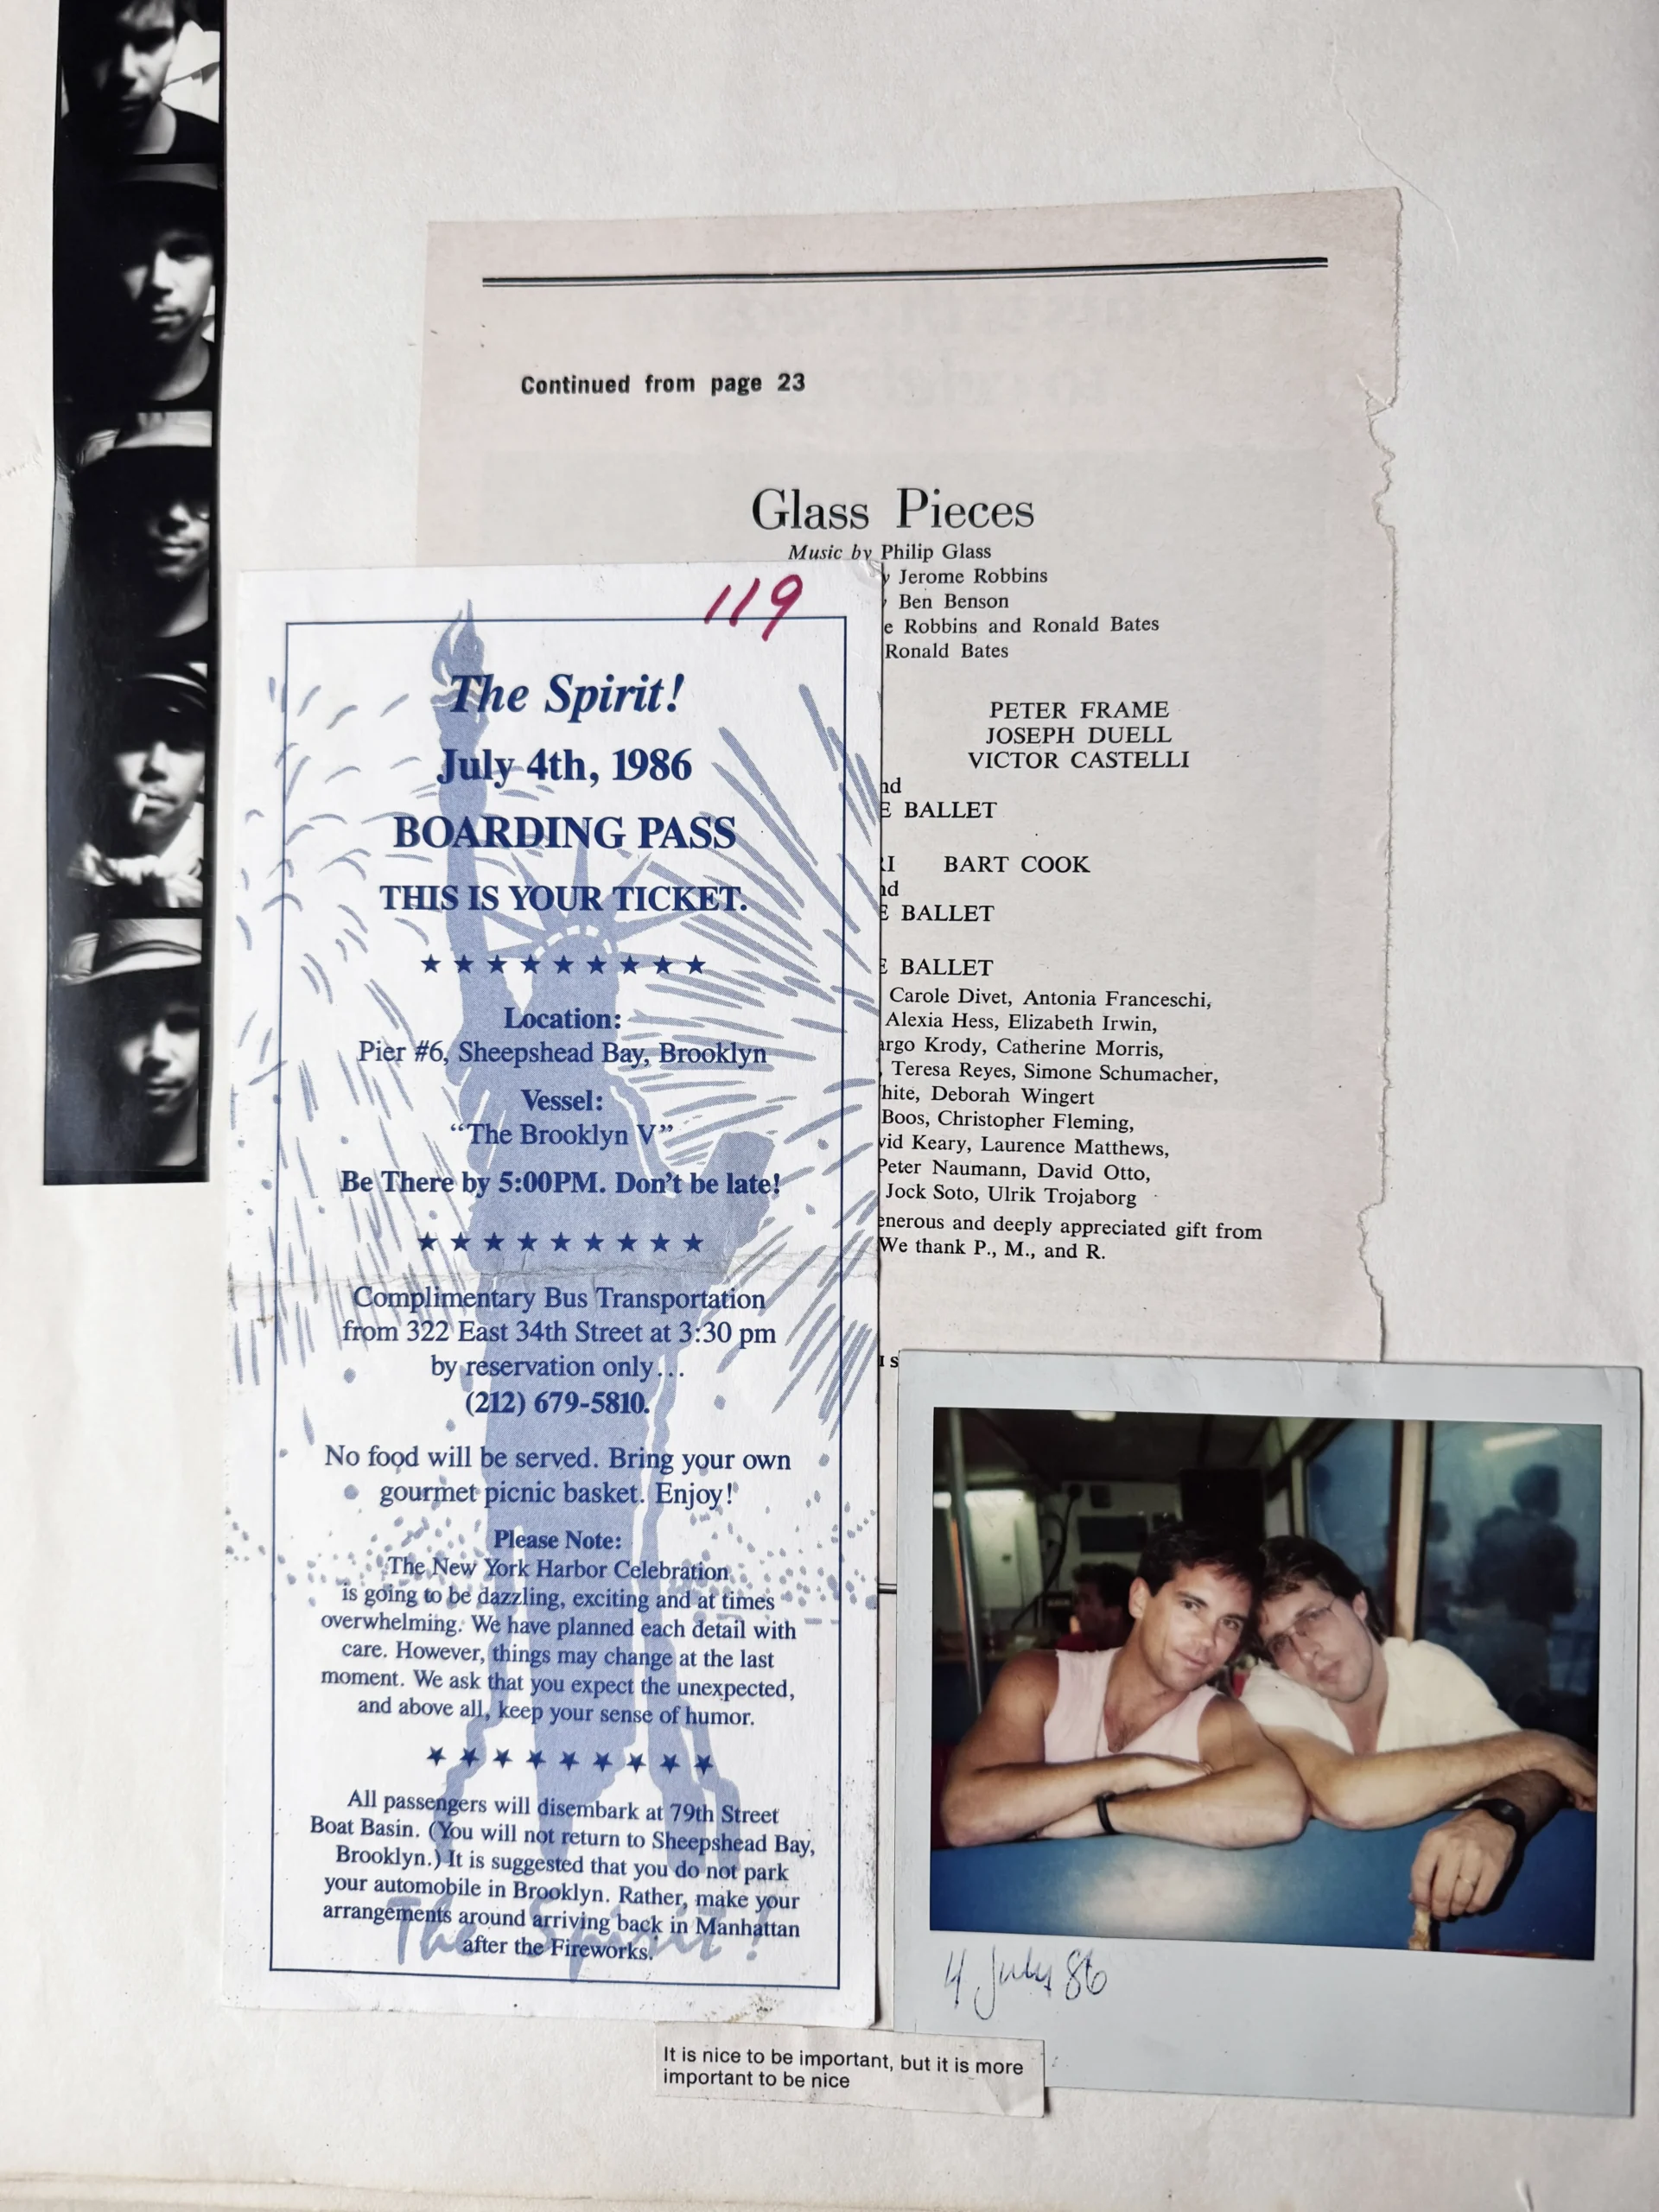 Continued from page 23
Glass Pieces
Music by Philip Glass
Jerome Robbins
Ben Benson
Robbins and Ronald Bates
Ronald Bates
PETER FRAME
JOSEPH DUELL
VICTOR CASTELLI
BALLET
BART COOK
BALLET
BALLET
Carole Divet, Antonia Franceschi,
Alexia Hess, Elizabeth Irwin,
Krody, Catherine Morris,
Teresa Reyes, Simone Schumacher,
Deborah Wingert
Boos, Christopher Fleming,
Keary, Laurence Matthews,
Peter Naumann, David Otto,
Jock Soto, Ulrik Trojaborg
and deeply appreciated gift from
We thank P., M., and R.
119
The Spirit!
July 4th, 1986
BOARDING PASS
THIS IS YOUR TICKET.
Location:
Pier #6, Sheepshead Bay, Brooklyn
Vessel:
“The Brooklyn V”
Be There by 5:00PM. Don't be late!
Complimentary Bus Transportation
from 322 East 34th Street at 3:30 pm
by reservation only...
(212) 679-5810.
No food will be served. Bring your own
gourmet picnic basket. Enjoy!
Please Note:
The New York Harbor Celebration
is going to be dazzling, exciting and at times
overwhelming. We have planned each detail with
care. However, things may change at the last
moment. We ask that you expect the unexpected,
and above all, keep your sense of humor.
All passengers will disembark at 79th Street
Boat Basin. (You will not return to Sheepshead Bay,
Brooklyn.) It is suggested that you do not park
your automobile in Brooklyn. Rather, make your
arrangements around arriving back in Manhattan
after the Fireworks.
The Spirit!
4 July 86
It is nice to be important, but it is more
important to be nice